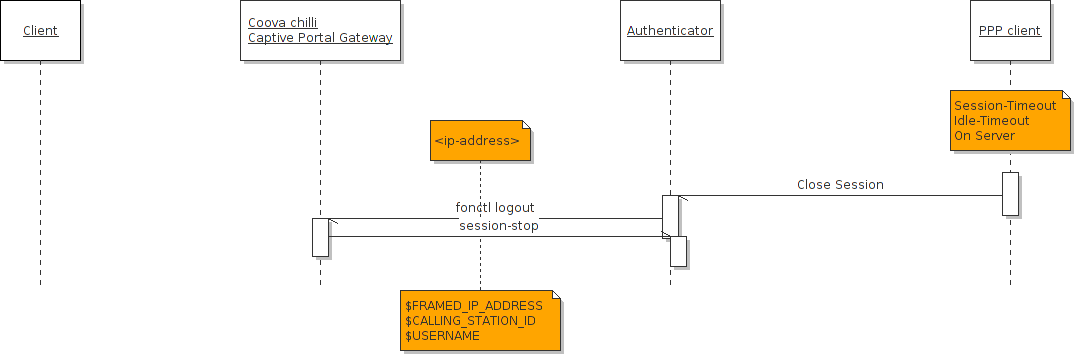 Client
Coova chilli
Captive Portal Gateway
Authenticator
PPP client
Session-Timeout
Idle-Timeout
On Server
<ip-address>
Close Session
fonctl logout
session-stop
$FRAMED_IP_ADDRESS
$CALLING_STATION_ID
$USERNAME